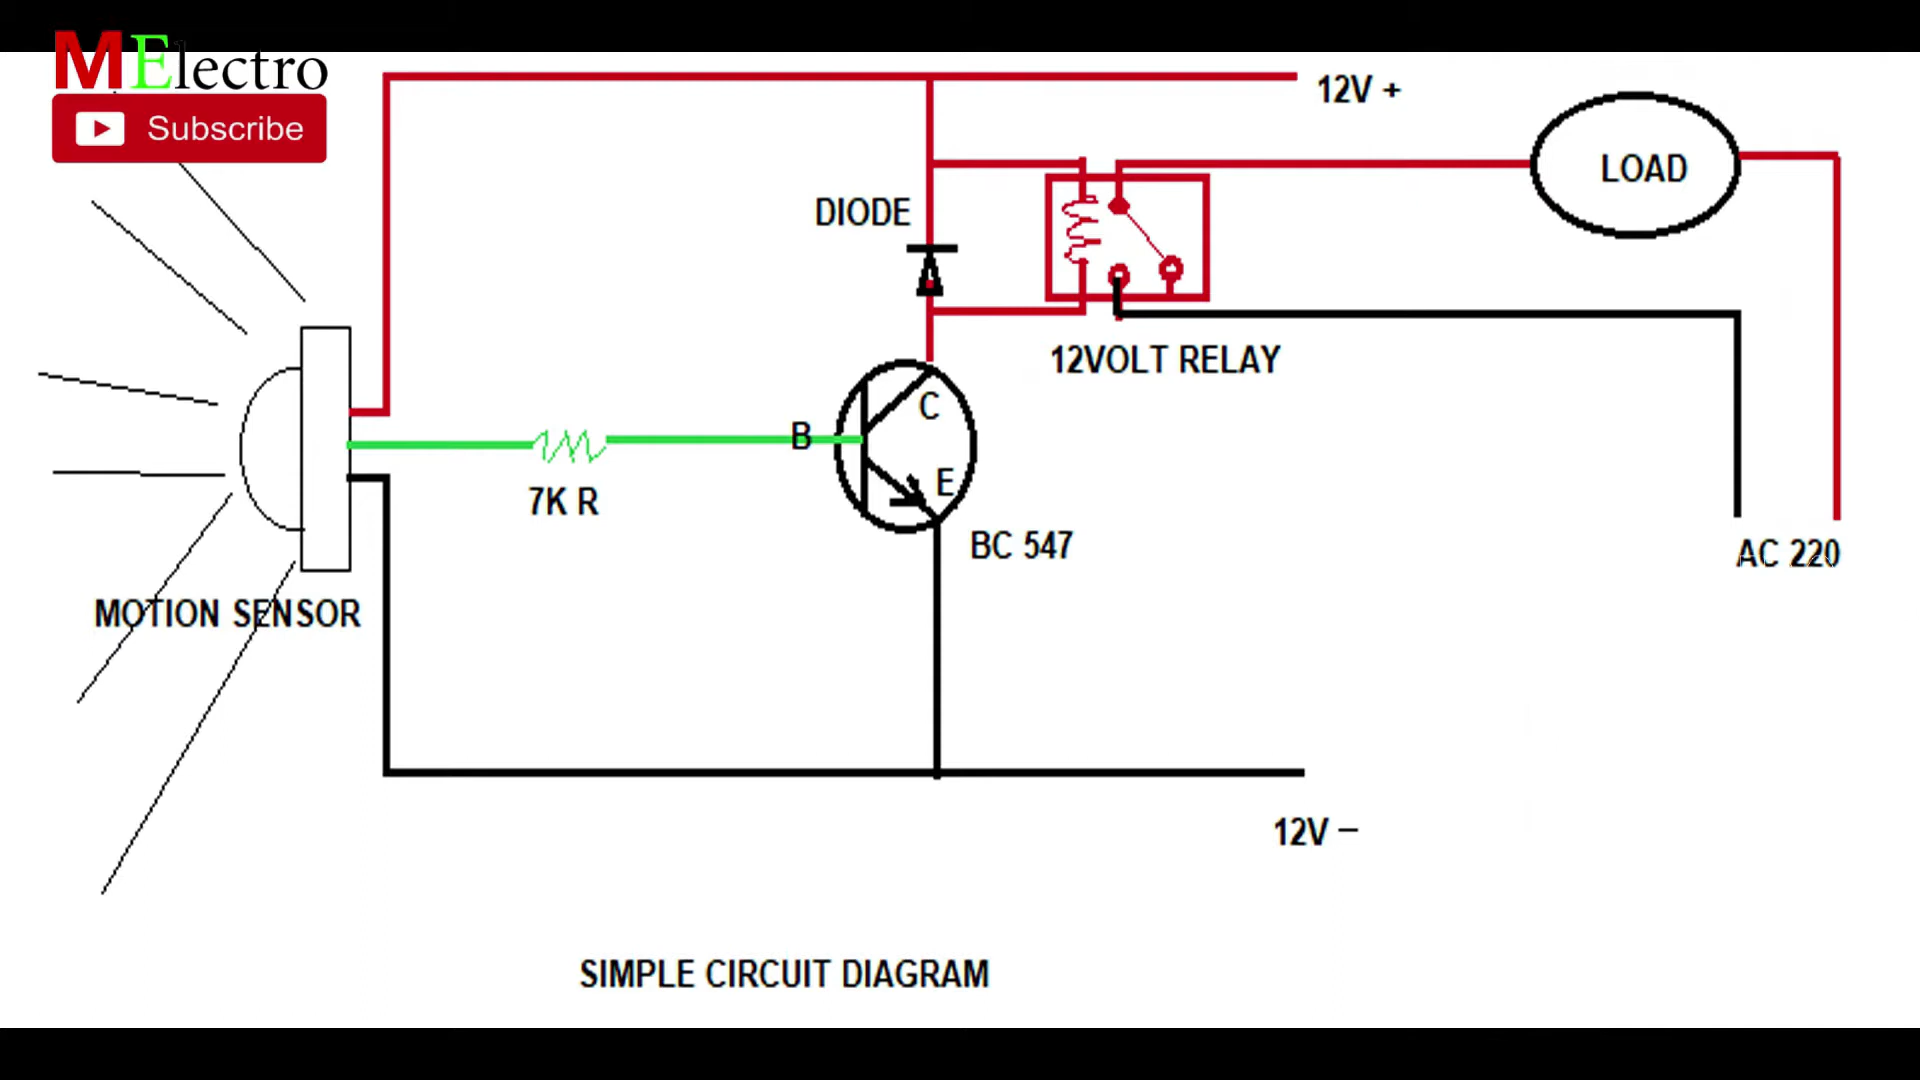 MElectro
Subscribe
12V +
LOAD
DIODE
12VOLT RELAY
C
B
E
7K R
BC 547
AC 220
MOTION SENSOR
12V –
SIMPLE CIRCUIT DIAGRAM